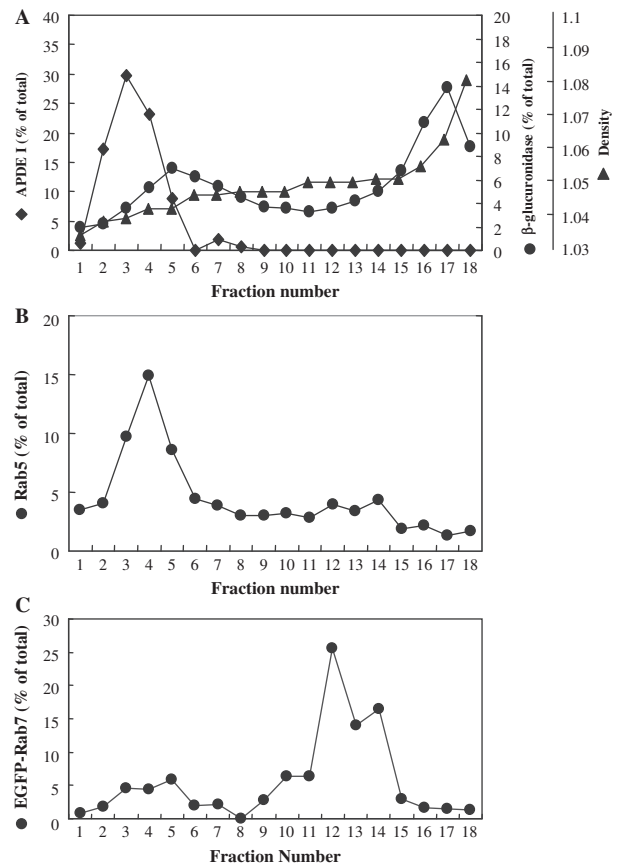 A
40
35
30
25
20
15
10
5
0
◆ APDE I (% of total)
20
18
16
14
12
10
8
6
4
2
0
● β-glucuronidase (% of total)
1.1
1.09
1.08
1.07
1.06
1.05
1.04
1.03
▲ Density
1 2 3 4 5 6 7 8 9 10 11 12 13 14 15 16 17 18
Fraction number
B
20
15
10
5
0
● Rab5 (% of total)
1 2 3 4 5 6 7 8 9 10 11 12 13 14 15 16 17 18
Fraction number
C
30
25
20
15
10
5
0
● EGFP-Rab7 (% of total)
1 2 3 4 5 6 7 8 9 10 11 12 13 14 15 16 17 18
Fraction Number